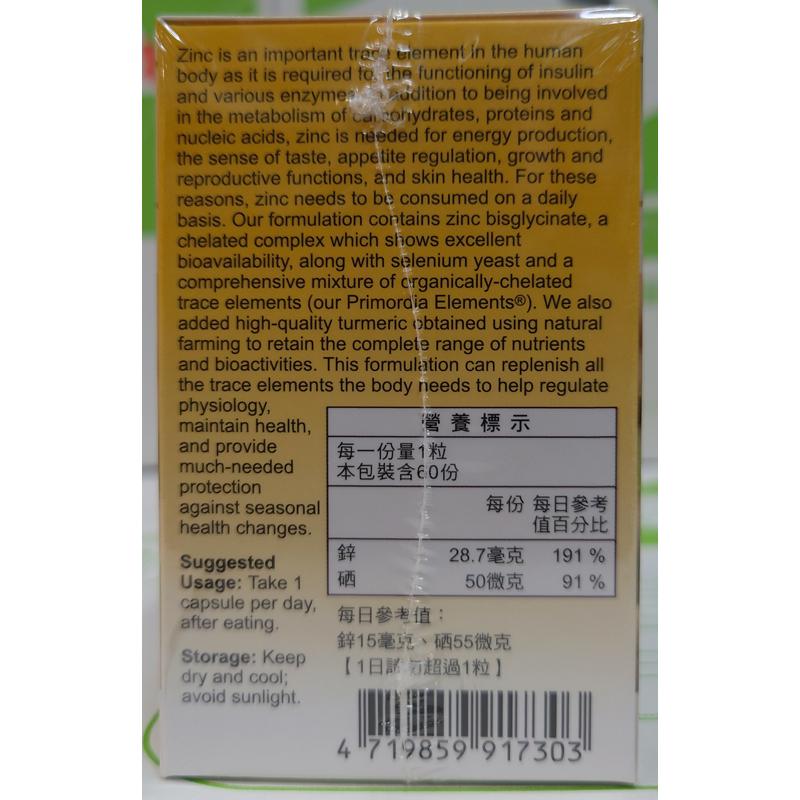 Zinc is an important trace element in the human
body as it is required for the functioning of insulin
and various enzymes. In addition to being involved
in the metabolism of carbohydrates, proteins and
nucleic acids, zinc is needed for energy production,
the sense of taste, appetite regulation, growth and
reproductive functions, and skin health. For these
reasons, zinc needs to be consumed on a daily
basis. Our formulation contains zinc bisglycinate, a
chelated complex which shows excellent
bioavailability, along with selenium yeast and a
comprehensive mixture of organically-chelated
trace elements (our Primordia Elements®). We also
added high-quality turmeric obtained using natural
farming to retain the complete range of nutrients
and bioactivities. This formulation can replenish all
the trace elements the body needs to help regulate
physiology,
maintain health,
and provide
much-needed
protection
against seasonal
health changes.
Suggested
Usage: Take 1
capsule per day,
after eating.
Storage: Keep
dry and cool;
avoid sunlight.
營養標示
每一份量1粒
本包裝含60份
每份 每日參考
值百分比
鋅 28.7毫克 191 %
硒 50微克 91 %
每日參考值：
鋅15毫克、硒55微克
【1日請勿超過1粒】
4 719859 917303